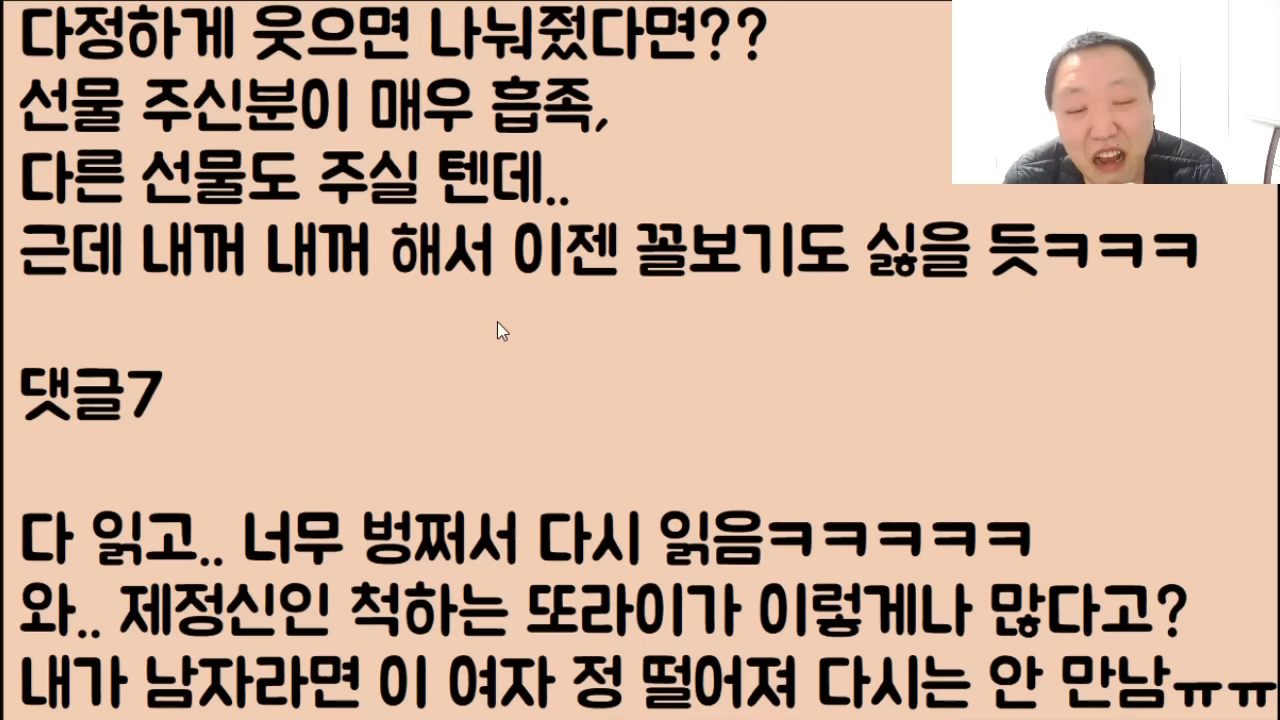 다정하게 웃으면 나눠줬다면??
선물 주신분이 매우 흡족,
다른 선물도 주실 텐데..
근데 내꺼 내꺼 해서 이젠 꼴보기도 싫을 듯ㅋㅋㅋ
댓글7
다 읽고.. 너무 벙쪄서 다시 읽음ㅋㅋㅋㅋㅋ
와.. 제정신인 척하는 또라이가 이렇게나 많다고?
내가 남자라면 이 여자 정 떨어져 다시는 안 만남ㅠㅠ